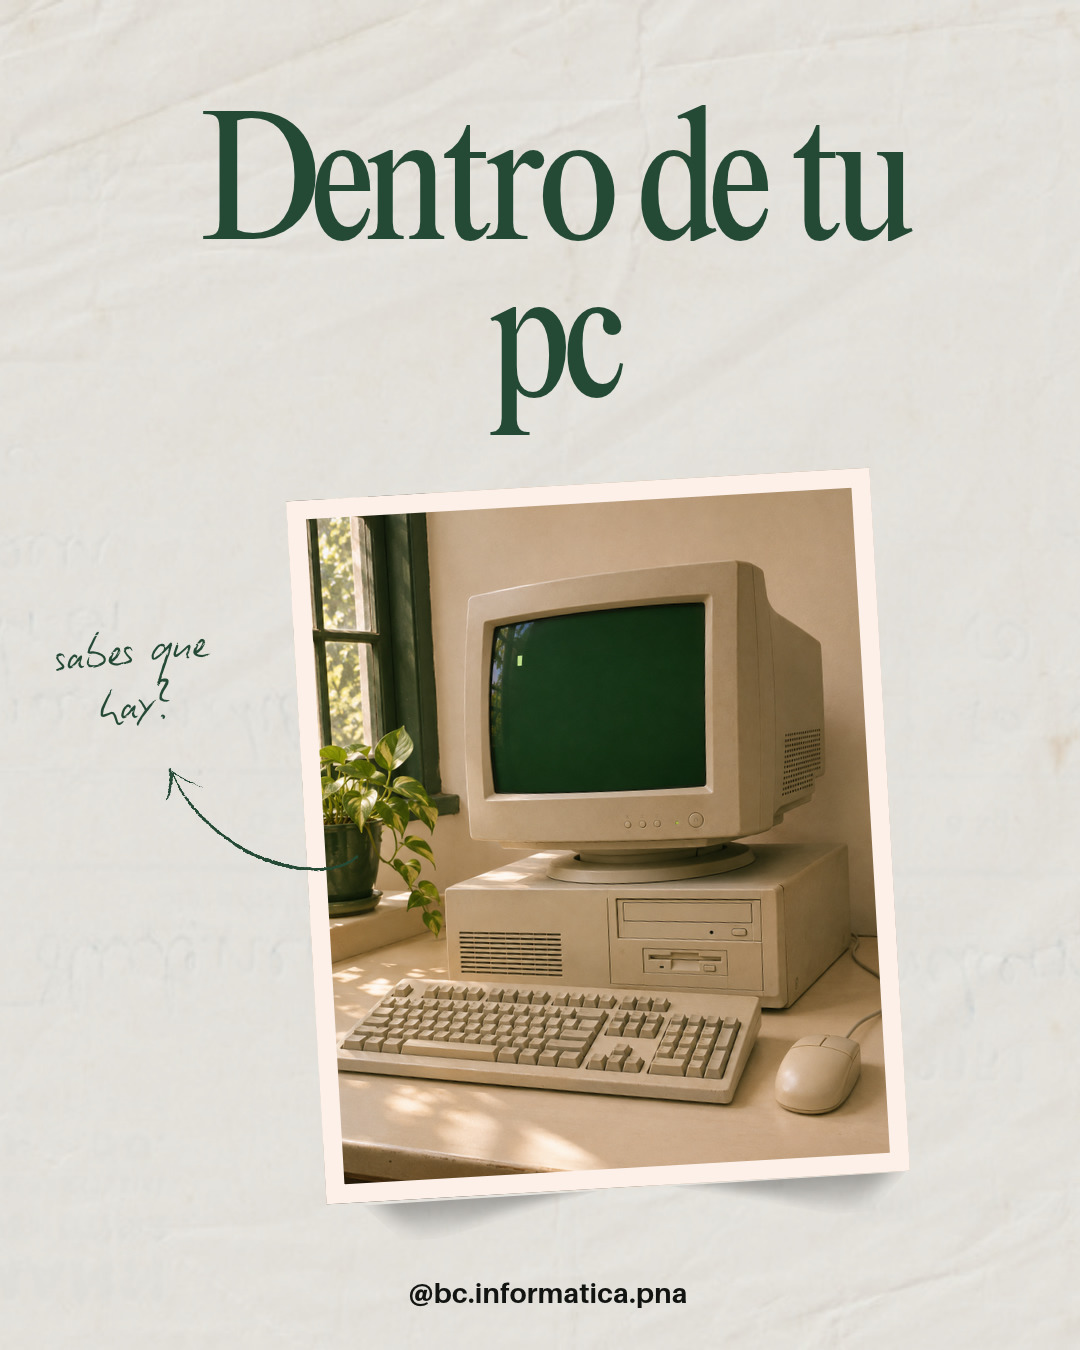 Dentro de tu
pc
sabes que
hay?
@bc.informatica.pna